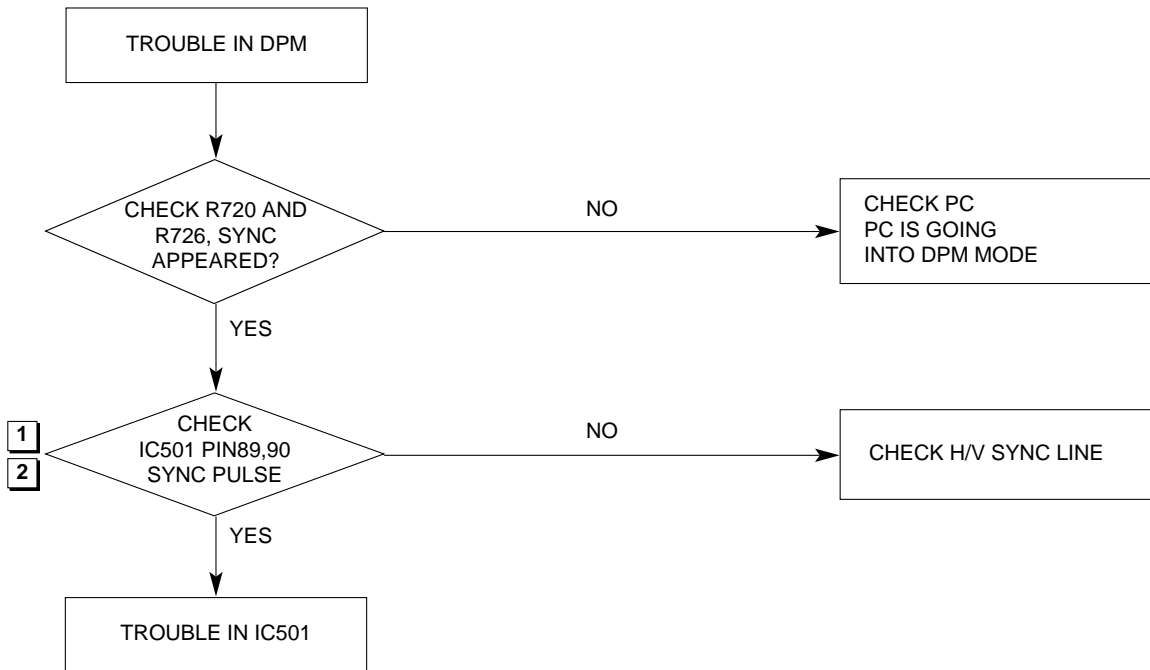 TROUBLE IN DPM
CHECK R720 AND
R726, SYNC
APPEARED?
NO
CHECK PC
PC IS GOING
INTO DPM MODE
YES
1
2
CHECK
IC501 PIN89,90
SYNC PULSE
NO
CHECK H/V SYNC LINE
YES
TROUBLE IN IC501